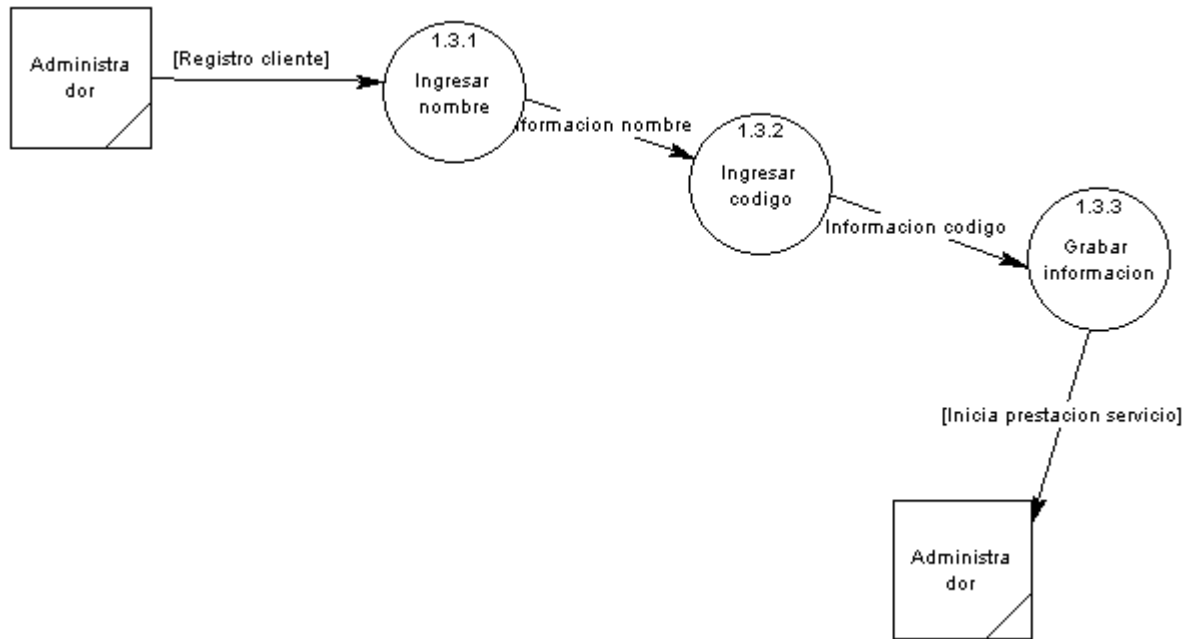 Administra
dor
[Registro cliente]
1.3.1
Ingresar
nombre
nformacion nombre
1.3.2
Ingresar
codigo
Informacion codigo
1.3.3
Grabar
informacion
[Inicia prestacion servicio]
Administra
dor